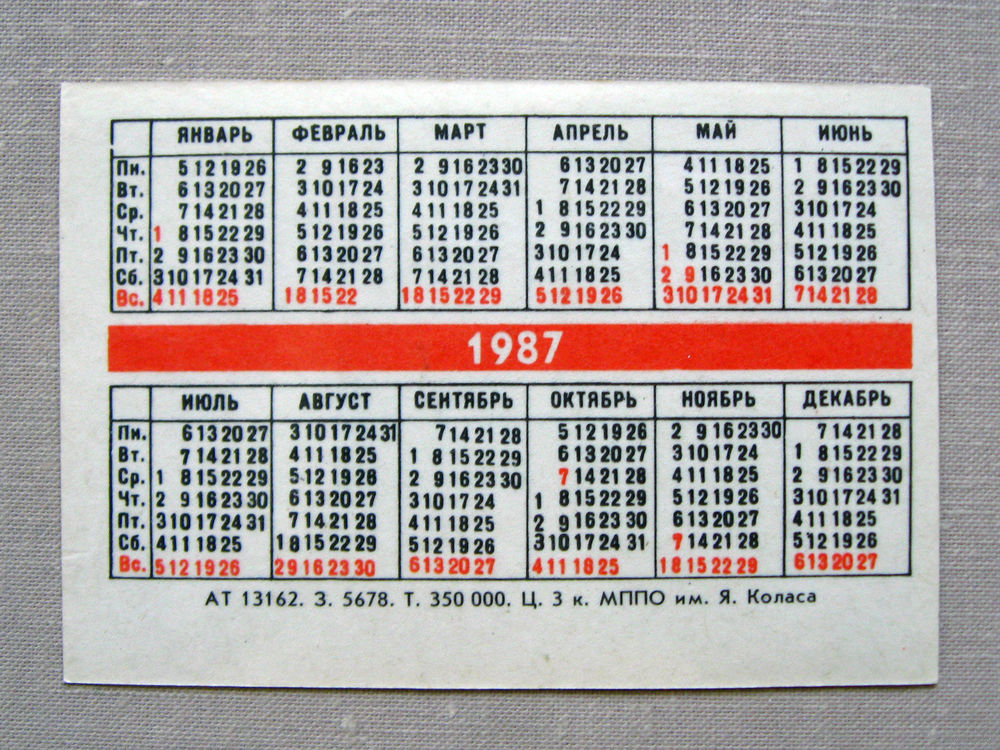 ЯНВАРЬ ФЕВРАЛЬ МАРТ АПРЕЛЬ МАЙ ИЮНЬ
Пн. 5 12 19 26 2 9 16 23 2 9 16 23 30 6 13 20 27 4 11 18 25 1 8 15 22 29
Вт. 6 13 20 27 3 10 17 24 3 10 17 24 31 7 14 21 28 5 12 19 26 2 9 16 23 30
Ср. 7 14 21 28 4 11 18 25 4 11 18 25 1 8 15 22 29 6 13 20 27 3 10 17 24
Чт. 1 8 15 22 29 5 12 19 26 5 12 19 26 2 9 16 23 30 7 14 21 28 4 11 18 25
Пт. 2 9 16 23 30 6 13 20 27 6 13 20 27 3 10 17 24 1 8 15 22 29 5 12 19 26
Сб. 3 10 17 24 31 7 14 21 28 7 14 21 28 4 11 18 25 2 9 16 23 30 6 13 20 27
Вс. 4 11 18 25 1 8 15 22 1 8 15 22 29 5 12 19 26 3 10 17 24 31 7 14 21 28
1987
ИЮЛЬ АВГУСТ СЕНТЯБРЬ ОКТЯБРЬ НОЯБРЬ ДЕКАБРЬ
Пн. 6 13 20 27 3 10 17 24 31 7 14 21 28 5 12 19 26 2 9 16 23 30 7 14 21 28
Вт. 7 14 21 28 4 11 18 25 1 8 15 22 29 6 13 20 27 3 10 17 24 1 8 15 22 29
Ср. 1 8 15 22 29 5 12 19 26 2 9 16 23 30 7 14 21 28 4 11 18 25 2 9 16 23 30
Чт. 2 9 16 23 30 6 13 20 27 3 10 17 24 1 8 15 22 29 5 12 19 26 3 10 17 24 31
Пт. 3 10 17 24 31 7 14 21 28 4 11 18 25 2 9 16 23 30 6 13 20 27 4 11 18 25
Сб. 4 11 18 25 1 8 15 22 29 5 12 19 26 3 10 17 24 31 7 14 21 28 5 12 19 26
Вс. 5 12 19 26 2 9 16 23 30 6 13 20 27 4 11 18 25 1 8 15 22 29 6 13 20 27
АТ 13162. З. 5678. Т. 350 000. Ц. 3 к. МППО им. Я. Коласа